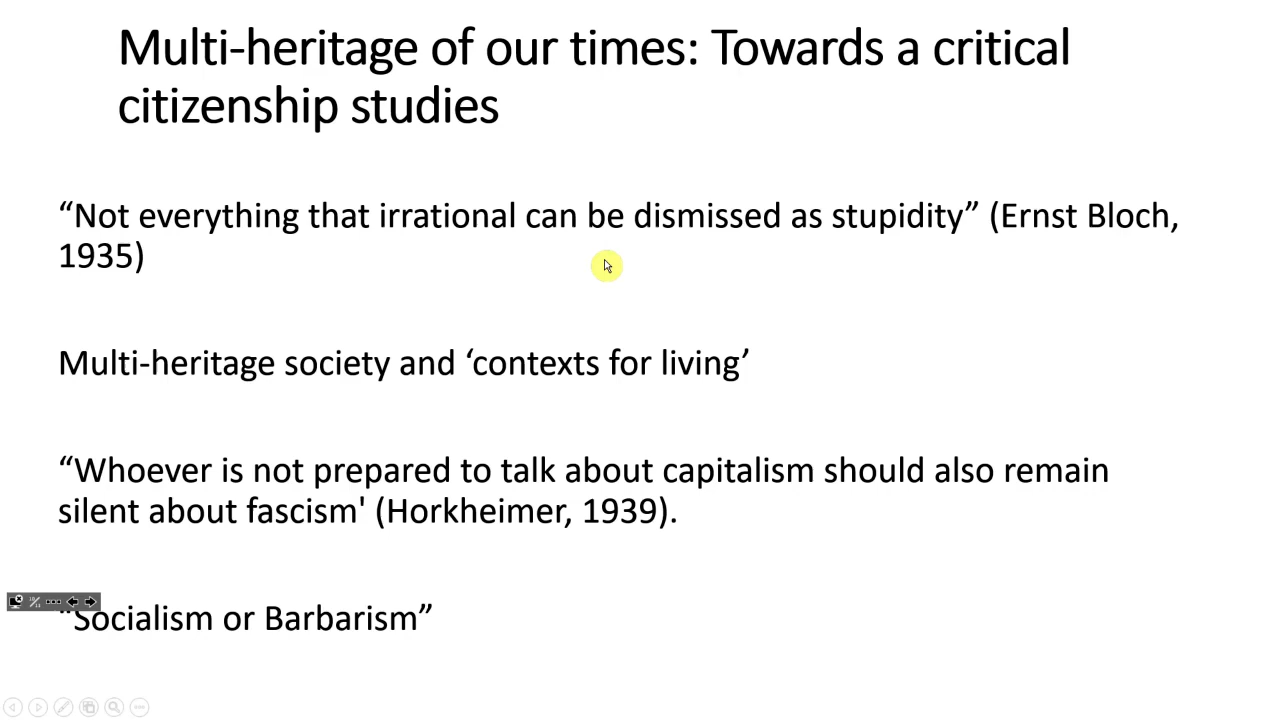 Multi-heritage of our times: Towards a critical
citizenship studies
“Not everything that irrational can be dismissed as stupidity” (Ernst Bloch,
1935)
Multi-heritage society and ‘contexts for living’
“Whoever is not prepared to talk about capitalism should also remain
silent about fascism' (Horkheimer, 1939).
“Socialism or Barbarism”